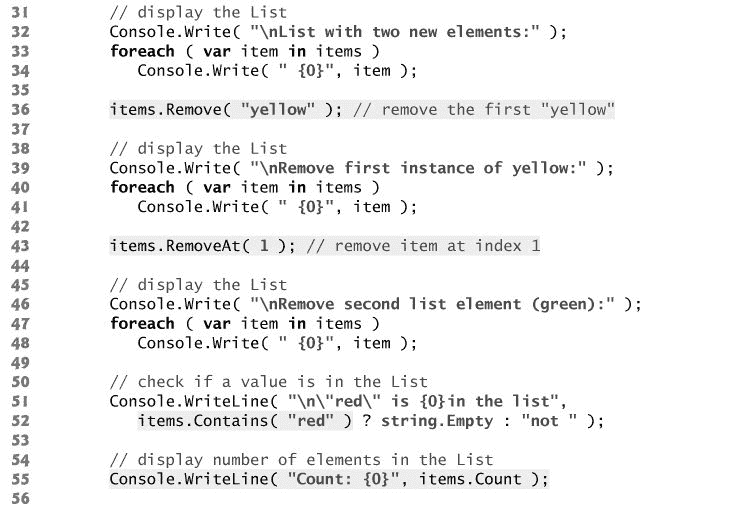 31 // display the List
32 Console.Write( "\nList with two new elements:" );
33 foreach ( var item in items )
34 Console.Write( " {0}", item );
35
36 items.Remove( "yellow" ); // remove the first "yellow"
37
38 // display the List
39 Console.Write( "\nRemove first instance of yellow:" );
40 foreach ( var item in items )
41 Console.Write( " {0}", item );
42
43 items.RemoveAt( 1 ); // remove item at index 1
44
45 // display the List
46 Console.Write( "\nRemove second list element (green):" );
47 foreach ( var item in items )
48 Console.Write( " {0}", item );
49
50 // check if a value is in the List
51 Console.WriteLine( "\n\"red\" is {0}in the list",
52 items.Contains( "red" ) ? string.Empty : "not " );
53
54 // display number of elements in the List
55 Console.WriteLine( "Count: {0}", items.Count );
56